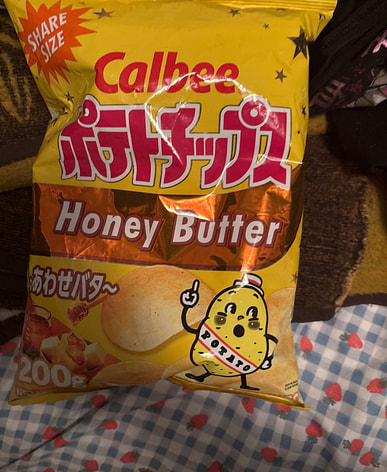 SHARE
SIZE
Calbee
ポテトチップス
Honey Butter
あわせバタ～
POTATO
200g